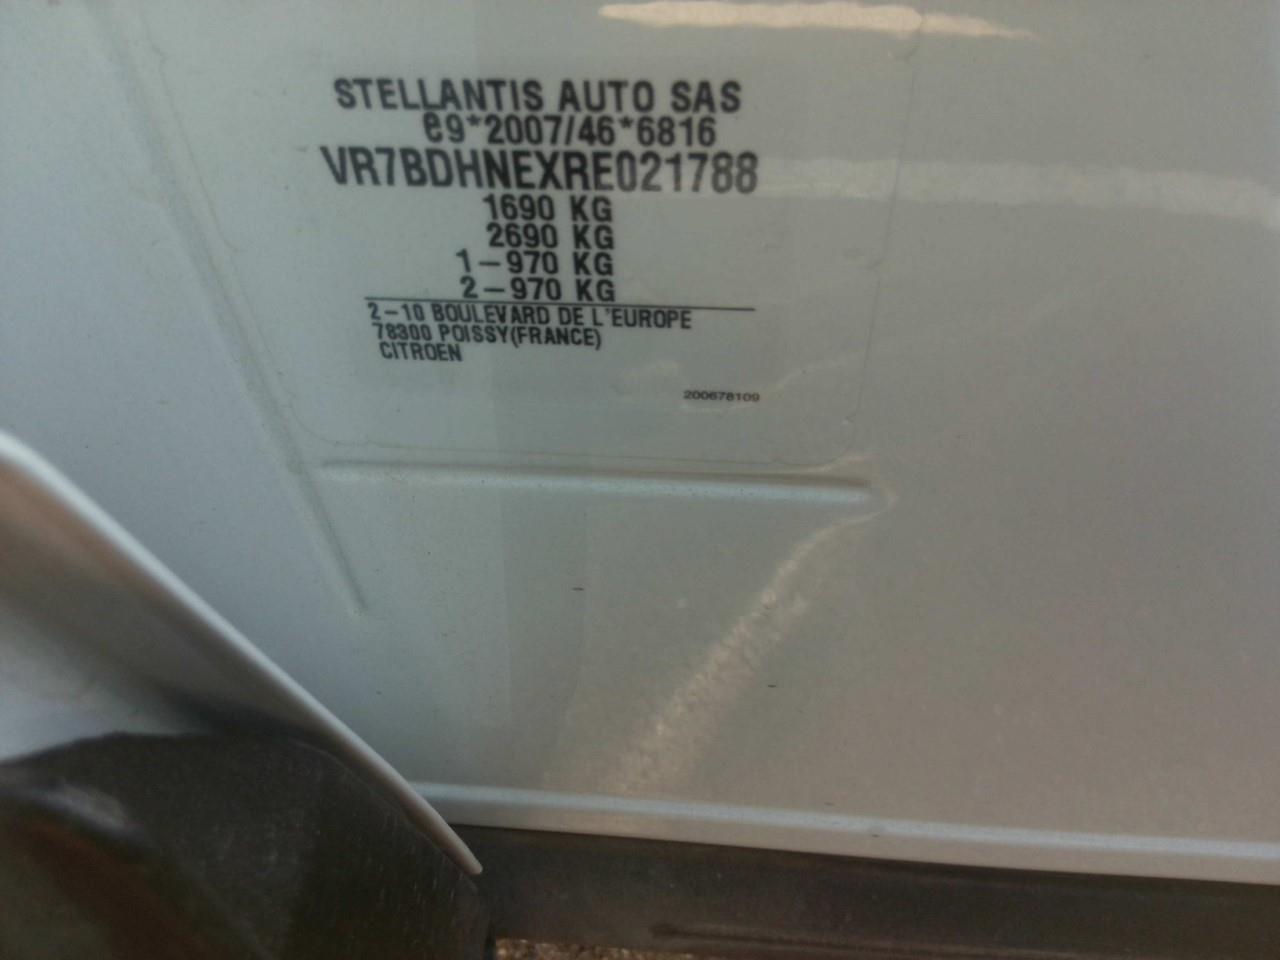 STELLANTIS AUTO SAS
e9*2007/46*6816
VR7BDHNEXRE021788
1690 KG
2690 KG
1-970 KG
2-970 KG
2-10 BOULEVARD DE L'EUROPE
78300 POISSY(FRANCE)
CITROEN
200678109